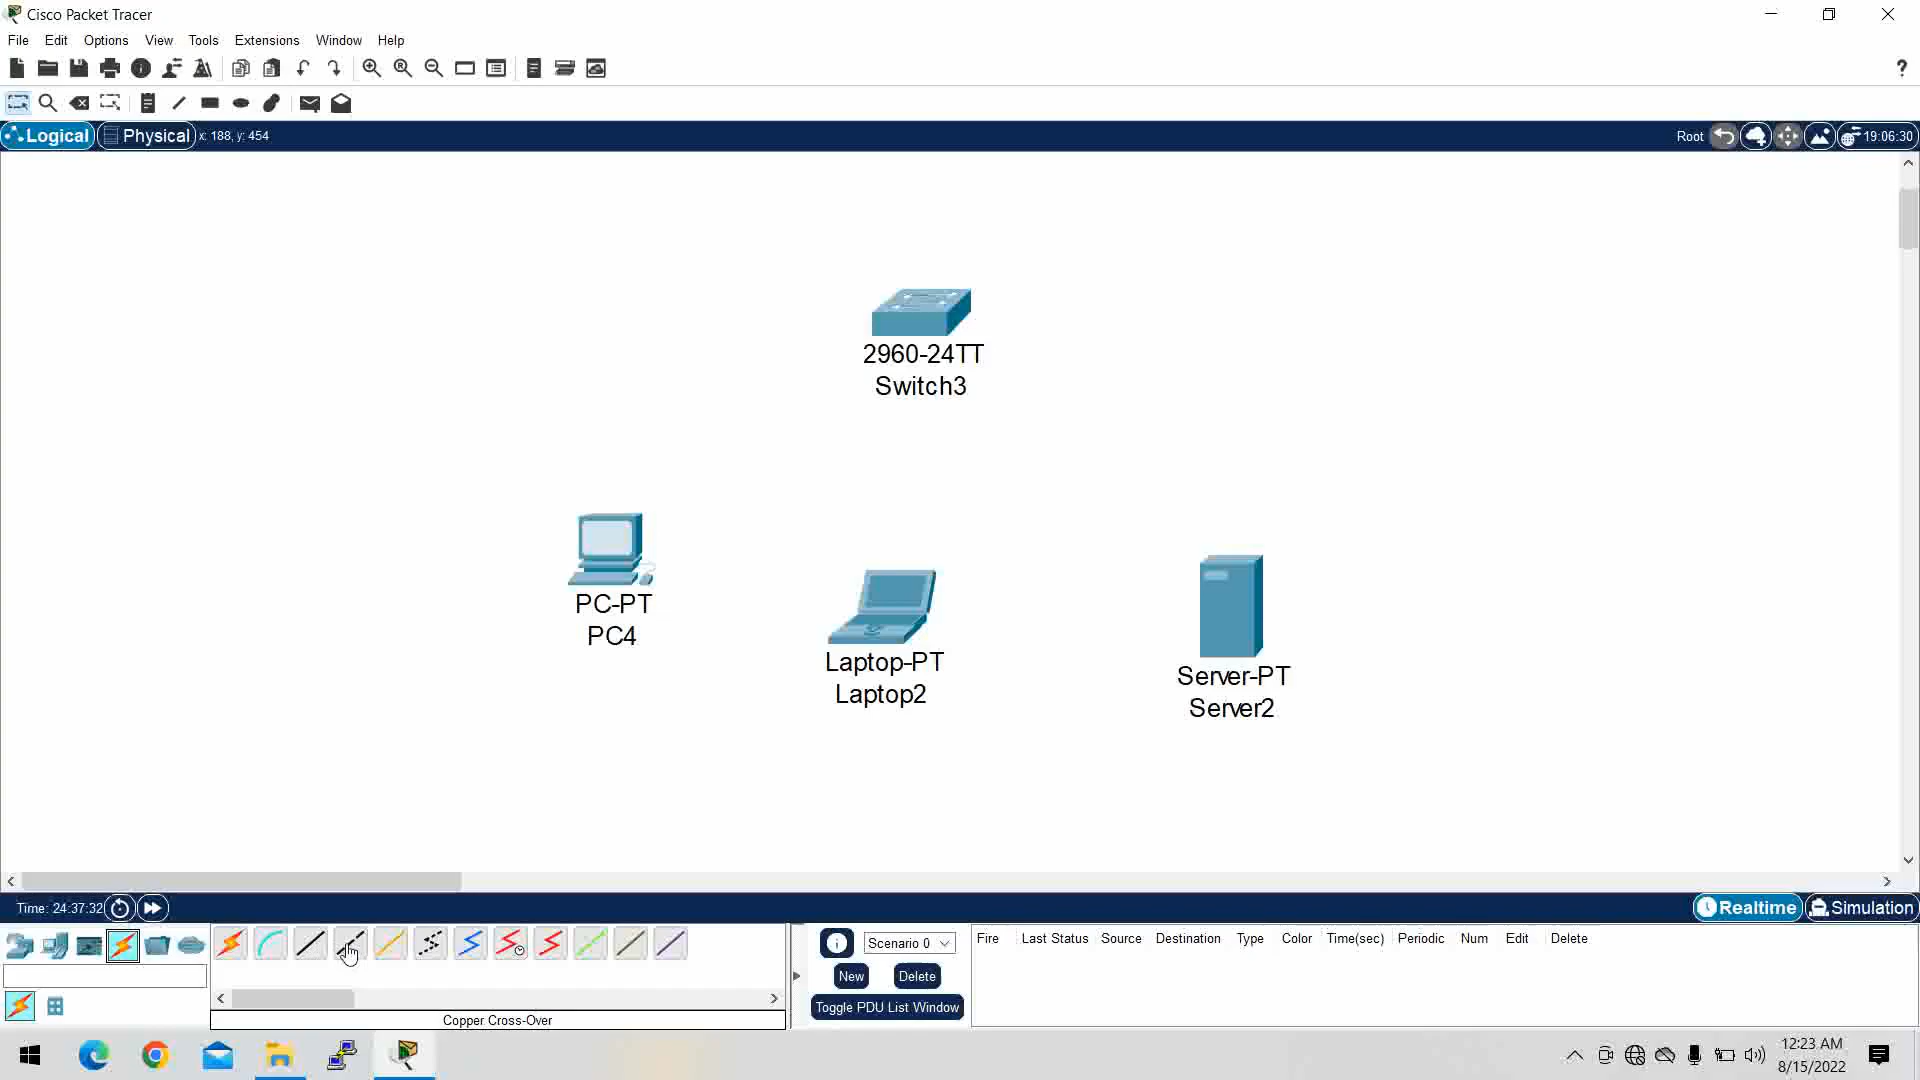 Cisco Packet Tracer
File Edit Options View Tools Extensions Window Help
?
Logical Physical x: 188, y: 454 Root 19:06:30
2960-24TT
Switch3
PC-PT
PC4
Laptop-PT
Laptop2
Server-PT
Server2
Time: 24:37:32 Realtime Simulation
Scenario 0
New Delete
Toggle PDU List Window
Fire Last Status Source Destination Type Color Time(sec) Periodic Num Edit Delete
Copper Cross-Over
12:23 AM
8/15/2022